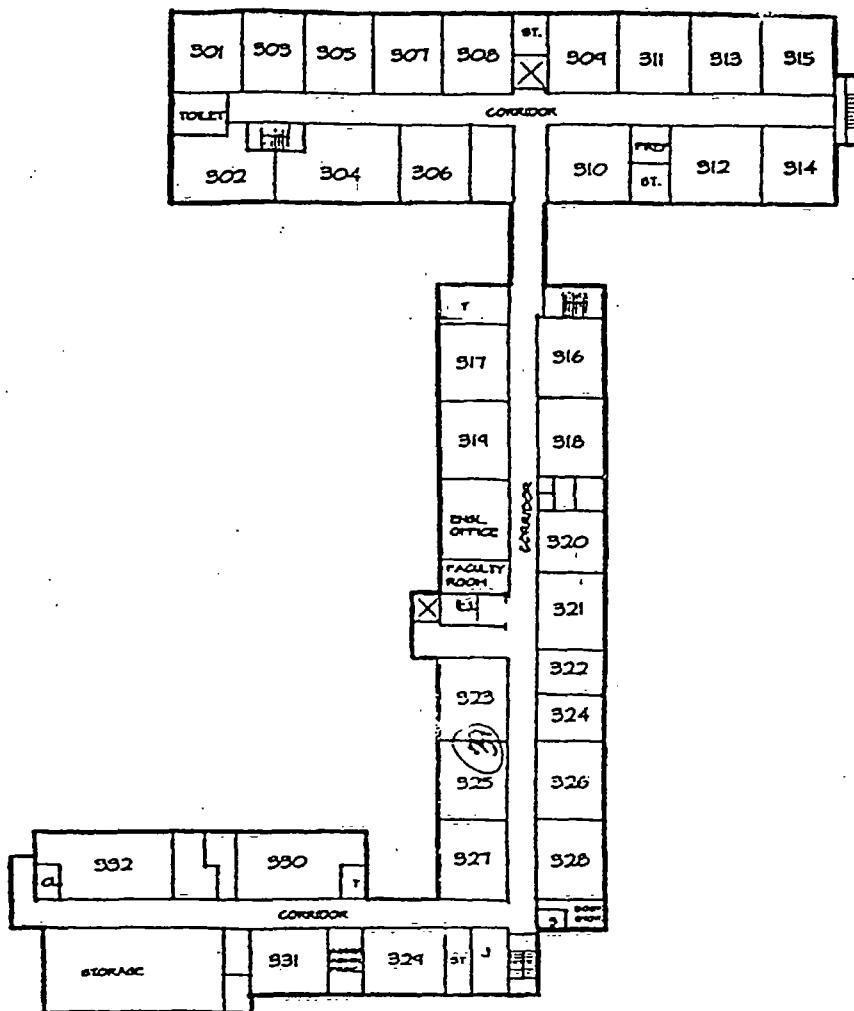 301 303 305 307 308 ST. 309 311 313 315
TOILET
CORRIDOR
302 304 306 310 ST. 312 314
T
317 316
319 318
CORRIDOR
ENGL
OFFICE
320
FACULTY
ROOM
321
322
323
324
31
325 326
327 328
332 330
T
CORRIDOR
STORAGE
331 329 ST J